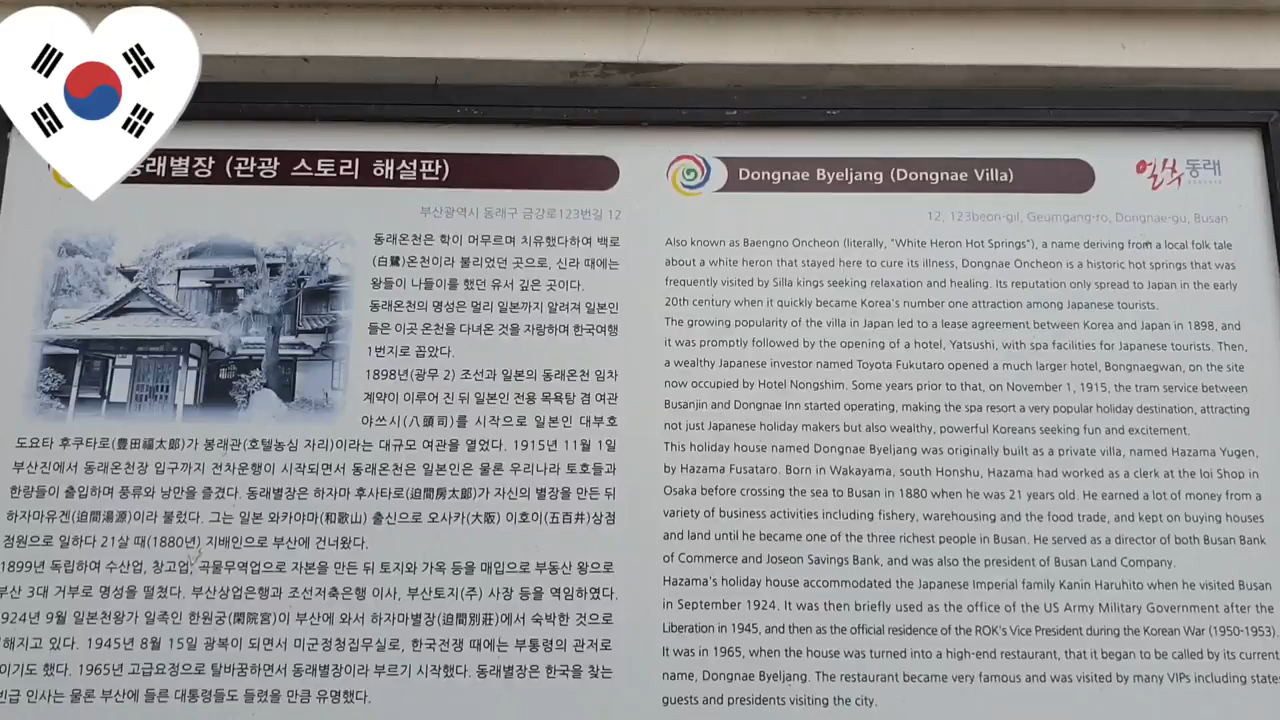 동래별장 (관광 스토리 해설판)
부산광역시 동래구 금강로123번길 12
동래온천은 학이 머무르며 치유했다하여 백로
(白鷺)온천이라 불리었던 곳으로, 신라 때에는
왕들이 나들이를 했던 유서 깊은 곳이다.
동래온천의 명성은 멀리 일본까지 알려져 일본인
들은 이곳 온천을 다녀온 것을 자랑하며 한국여행
1번지로 꼽았다.
1898년(광무 2) 조선과 일본의 동래온천 임차
계약이 이루어 진 뒤 일본인 전용 목욕탕 겸 여관
야쓰시(八頭司)를 시작으로 일본인 대부호
도요타 후쿠타로(豊田福太郞)가 봉래관(호텔농심 자리)이라는 대규모 여관을 열었다. 1915년 11월 1일
부산진에서 동래온천장 입구까지 전차운행이 시작되면서 동래온천은 일본인은 물론 우리나라 토호들과
한량들이 출입하며 풍류와 낭만을 즐겼다. 동래별장은 하자마 후사타로(迫間房太郞)가 자신의 별장을 만든 뒤
하자마유겐(迫間湯源)이라 불렀다. 그는 일본 와카야마(和歌山) 출신으로 오사카(大阪) 이호이(五百井)상점
점원으로 일하다 21살 때(1880년) 지배인으로 부산에 건너왔다.
1899년 독립하여 수산업, 창고업, 곡물무역업으로 자본을 만든 뒤 토지와 가옥 등을 매입으로 부동산 왕으로
부산 3대 거부로 명성을 떨쳤다. 부산상업은행과 조선저축은행 이사, 부산토지(주) 사장 등을 역임하였다.
924년 9월 일본천왕가 일족인 한원궁(閑院宮)이 부산에 와서 하자마별장(迫間別莊)에서 숙박한 것으로
해지고 있다. 1945년 8월 15일 광복이 되면서 미군정청집무실로, 한국전쟁 때에는 부통령의 관저로
이기도 했다. 1965년 고급요정으로 탈바꿈하면서 동래별장이라 부르기 시작했다. 동래별장은 한국을 찾는
빈급 인사는 물론 부산에 들른 대통령들도 들렀을 만큼 유명했다.
Dongnae Byeljang (Dongnae Villa)
얼쑤 동래
12, 123beon-gil, Geumgang-ro, Dongnae-gu, Busan
Also known as Baengno Oncheon (literally, "White Heron Hot Springs"), a name deriving from a local folk tale
about a white heron that stayed here to cure its illness, Dongnae Oncheon is a historic hot springs that was
frequently visited by Silla kings seeking relaxation and healing. Its reputation only spread to Japan in the early
20th century when it quickly became Korea's number one attraction among Japanese tourists.
The growing popularity of the villa in Japan led to a lease agreement between Korea and Japan in 1898, and
it was promptly followed by the opening of a hotel, Yatsushi, with spa facilities for Japanese tourists. Then,
a wealthy Japanese investor named Toyota Fukutaro opened a much larger hotel, Bongnaegwan, on the site
now occupied by Hotel Nongshim. Some years prior to that, on November 1, 1915, the tram service between
Busanjin and Dongnae Inn started operating, making the spa resort a very popular holiday destination, attracting
not just Japanese holiday makers but also wealthy, powerful Koreans seeking fun and excitement.
This holiday house named Dongnae Byeljang was originally built as a private villa, named Hazama Yugen,
by Hazama Fusataro. Born in Wakayama, south Honshu, Hazama had worked as a clerk at the Ioi Shop in
Osaka before crossing the sea to Busan in 1880 when he was 21 years old. He earned a lot of money from a
variety of business activities including fishery, warehousing and the food trade, and kept on buying houses
and land until he became one of the three richest people in Busan. He served as a director of both Busan Bank
of Commerce and Joseon Savings Bank, and was also the president of Busan Land Company.
Hazama's holiday house accommodated the Japanese Imperial family Kanin Haruhito when he visited Busan
in September 1924. It was then briefly used as the office of the US Army Military Government after the
Liberation in 1945, and then as the official residence of the ROK's Vice President during the Korean War (1950-1953).
It was in 1965, when the house was turned into a high-end restaurant, that it began to be called by its current
name, Dongnae Byeljang. The restaurant became very famous and was visited by many VIPs including state
guests and presidents visiting the city.